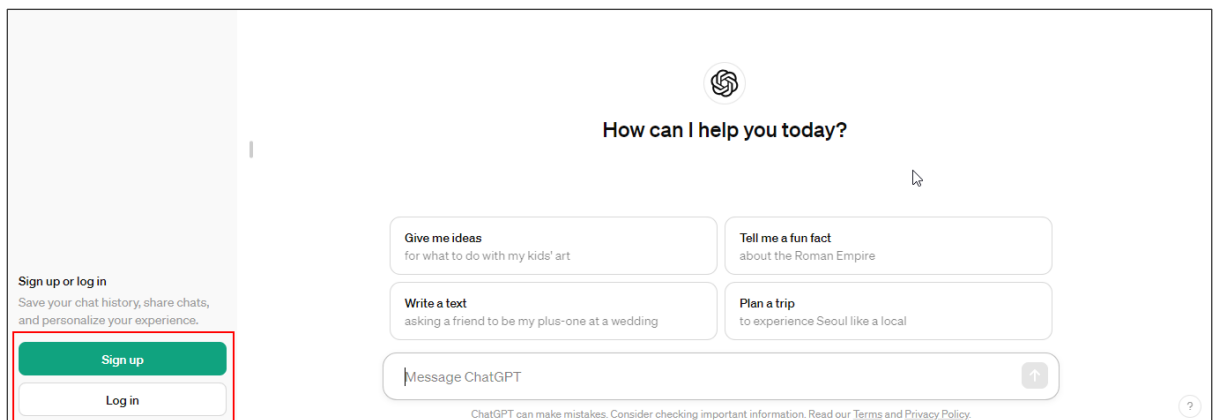 How can I help you today?
Give me ideas
for what to do with my kids' art
Tell me a fun fact
about the Roman Empire
Write a text
asking a friend to be my plus-one at a wedding
Plan a trip
to experience Seoul like a local
Sign up or log in
Save your chat history, share chats,
and personalize your experience.
Sign up
Log in
Message ChatGPT
ChatGPT can make mistakes. Consider checking important information. Read our Terms and Privacy Policy.
?